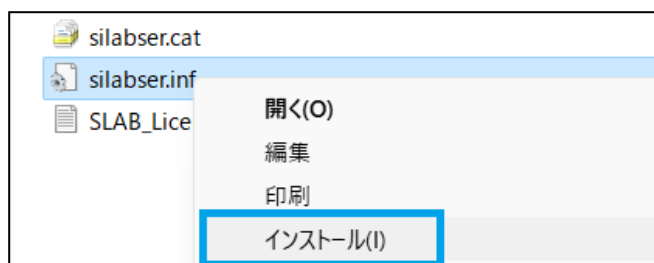 silabser.cat
silabser.inf
SLAB_Lice
開く(O)
編集
印刷
インストール(I)